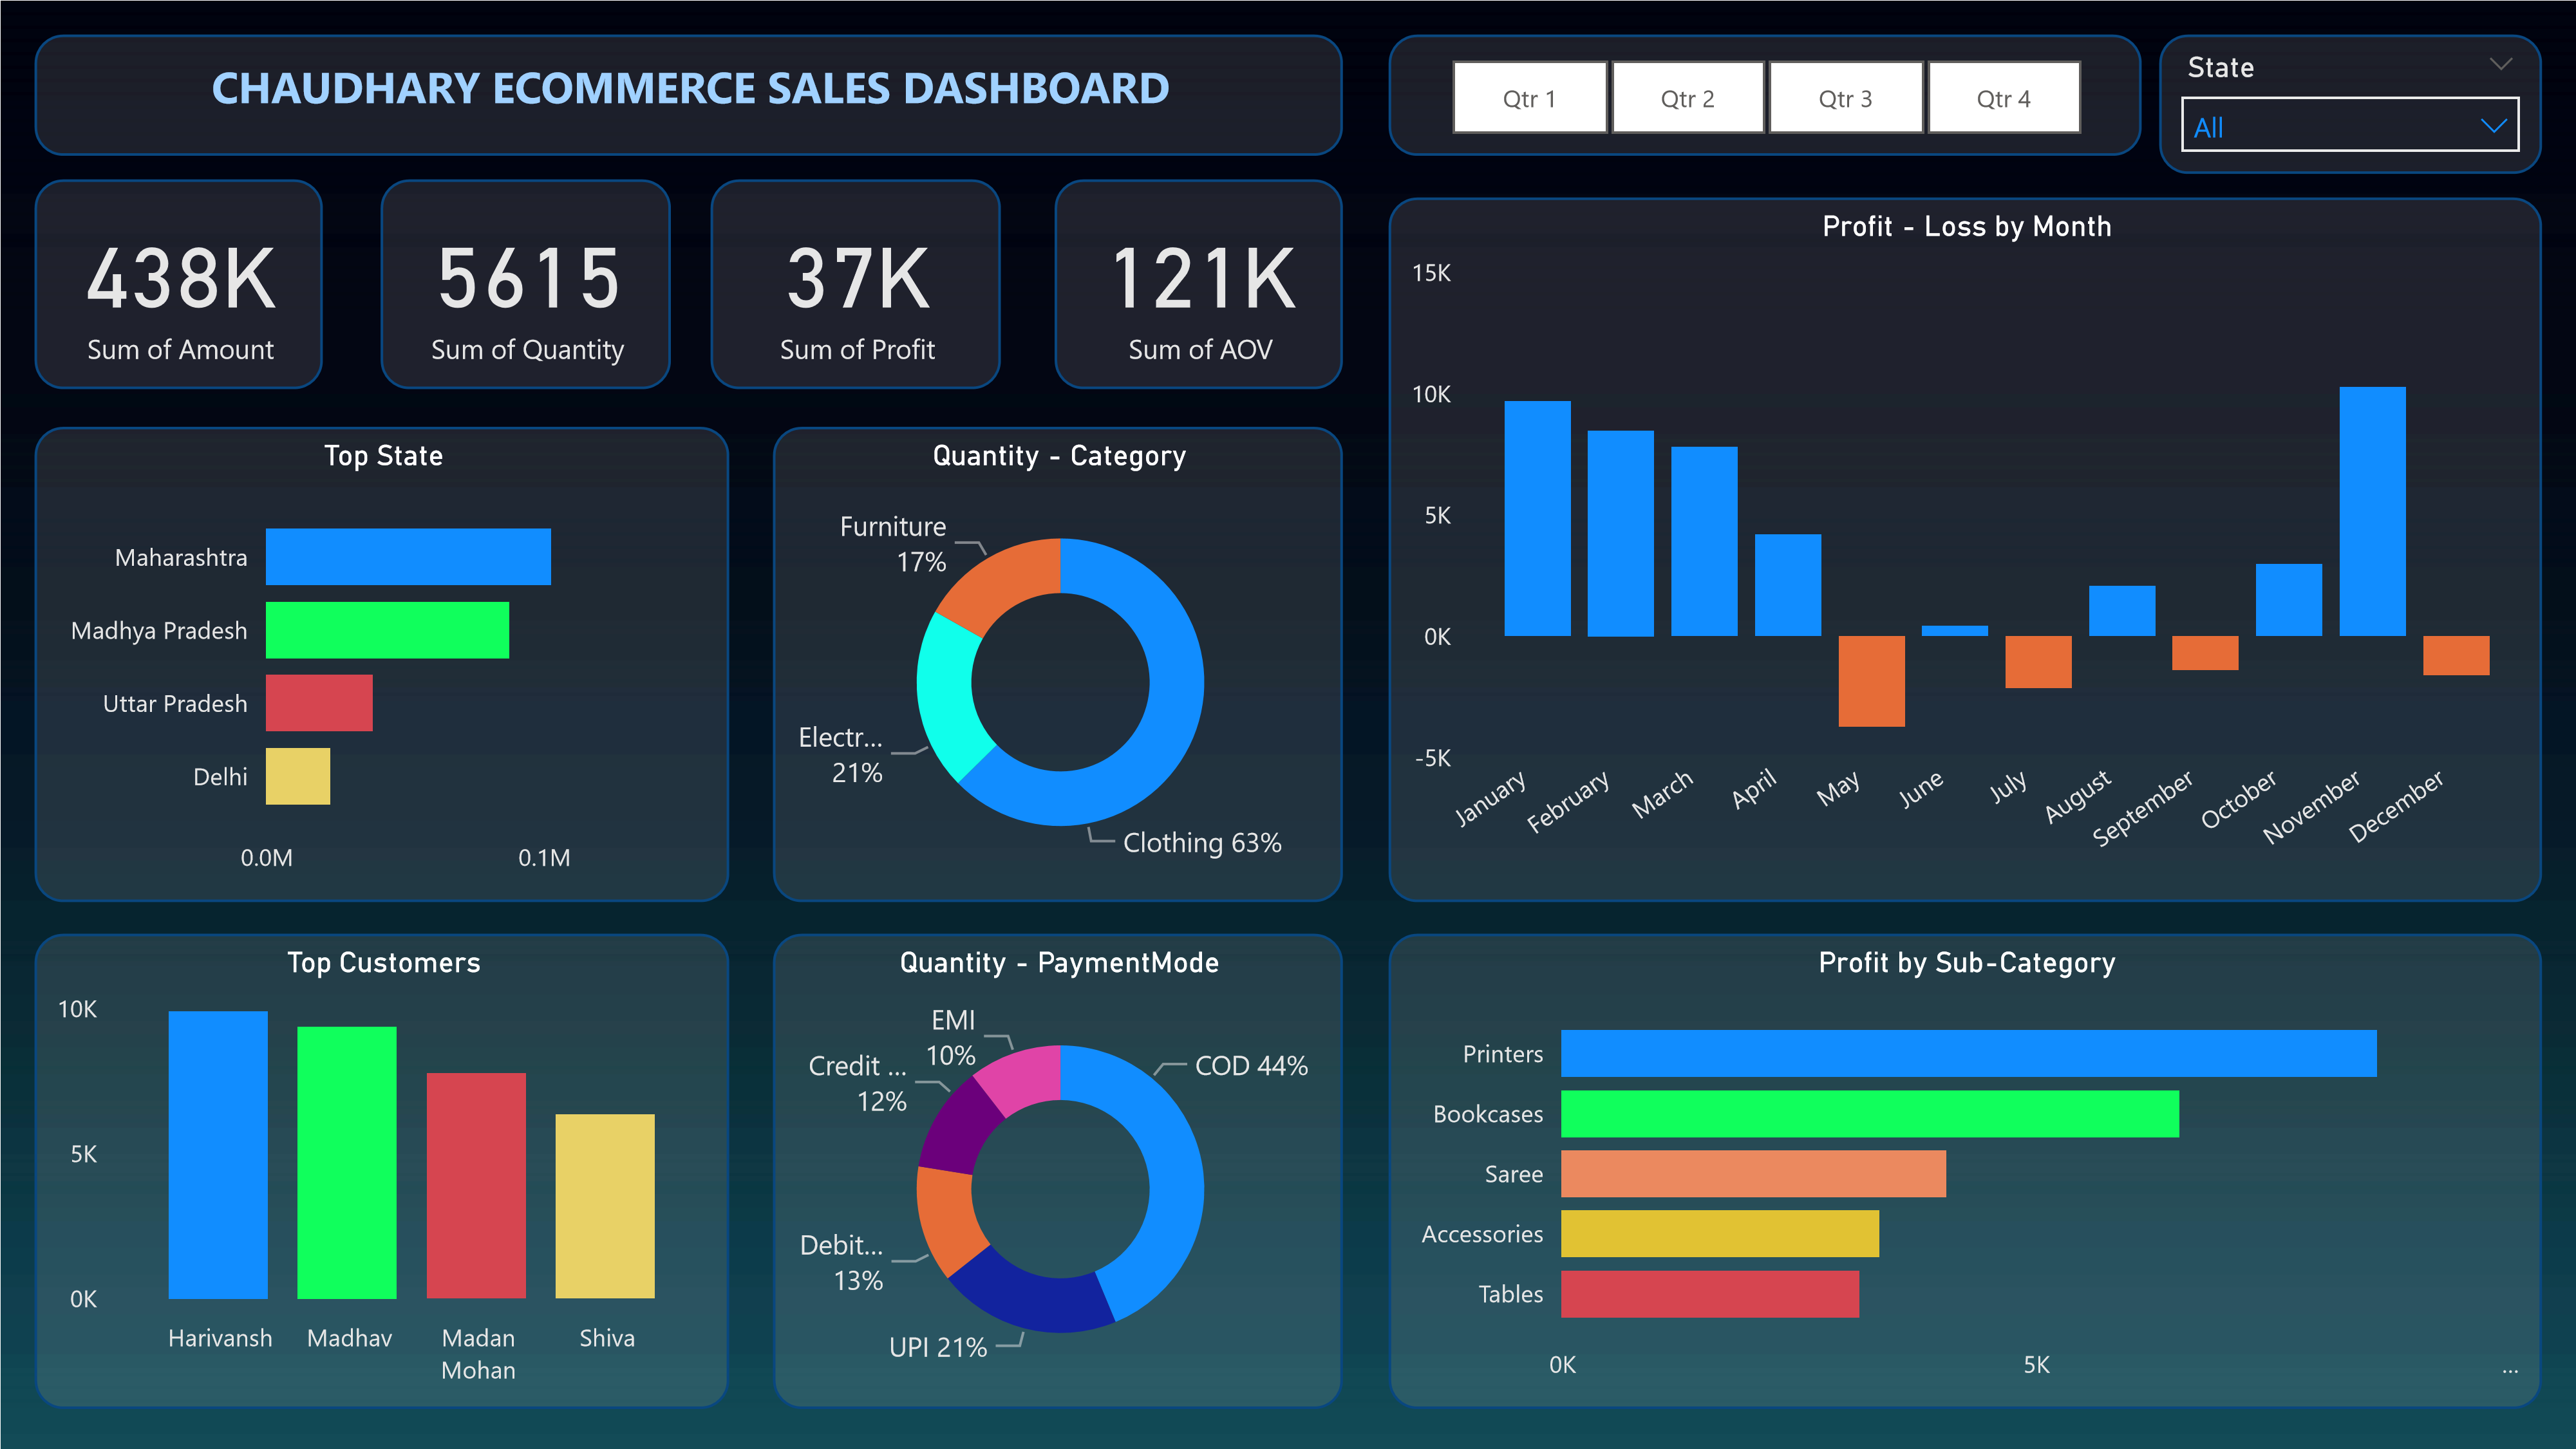 CHAUDHARY ECOMMERCE SALES DASHBOARD
Qtr 1
Qtr 2
Qtr 3
Qtr 4
State
All
438K
Sum of Amount
5615
Sum of Quantity
37K
Sum of Profit
121K
Sum of AOV
Profit - Loss by Month
15K
10K
5K
0K
-5K
January
February
March
April
May
June
July
August
September
October
November
December
Top State
Maharashtra
Madhya Pradesh
Uttar Pradesh
Delhi
0.0M
0.1M
Quantity - Category
Furniture
17%
Electr...
21%
Clothing 63%
Top Customers
10K
5K
0K
Harivansh
Madhav
Madan
Mohan
Shiva
Quantity - PaymentMode
EMI
10%
Credit ...
12%
COD 44%
Debit...
13%
UPI 21%
Profit by Sub-Category
Printers
Bookcases
Saree
Accessories
Tables
0K
5K
...